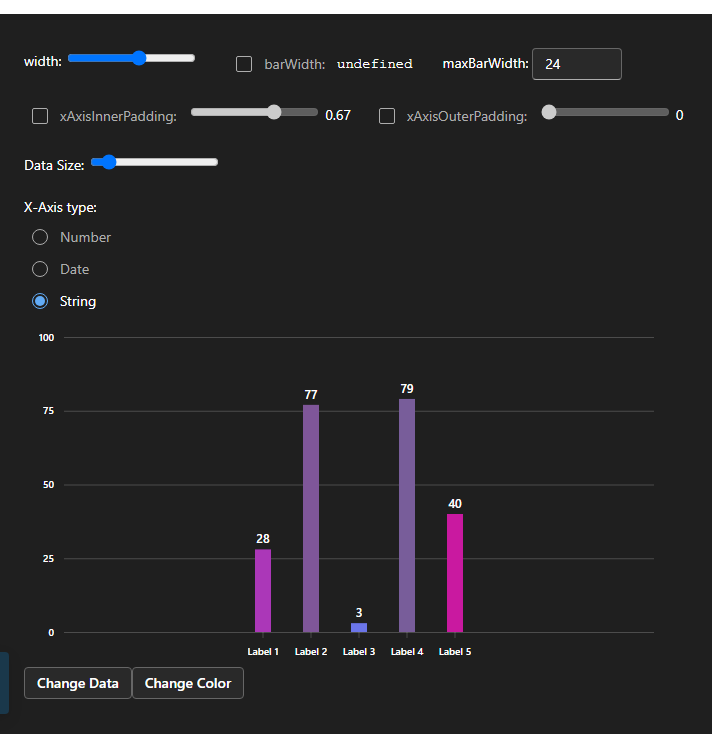 width: barWidth: undefined maxBarWidth: 24
xAxisInnerPadding: 0.67 xAxisOuterPadding: 0
Data Size:
X-Axis type:
Number
Date
String
100
79
77
75
50
40
28
25
3
0
Label 1 Label 2 Label 3 Label 4 Label 5
Change Data Change Color